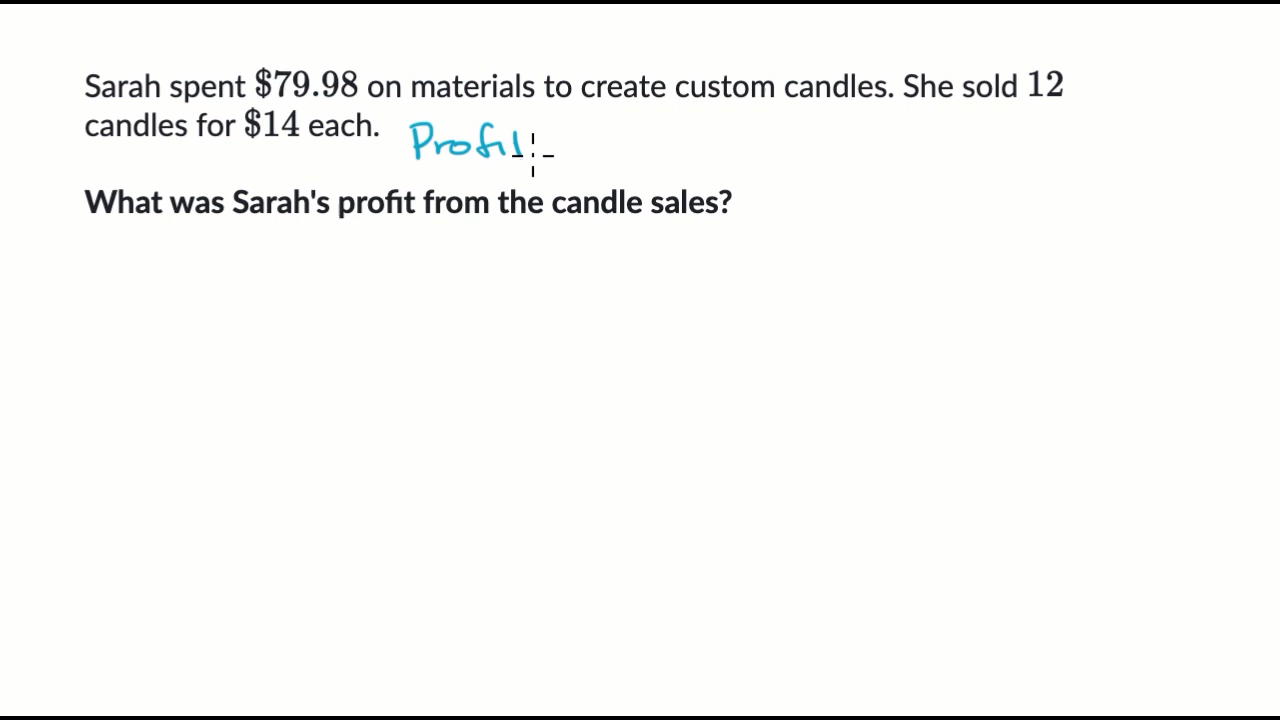 Sarah spent $79.98 on materials to create custom candles. She sold 12
candles for $14 each.
Profit
What was Sarah's profit from the candle sales?